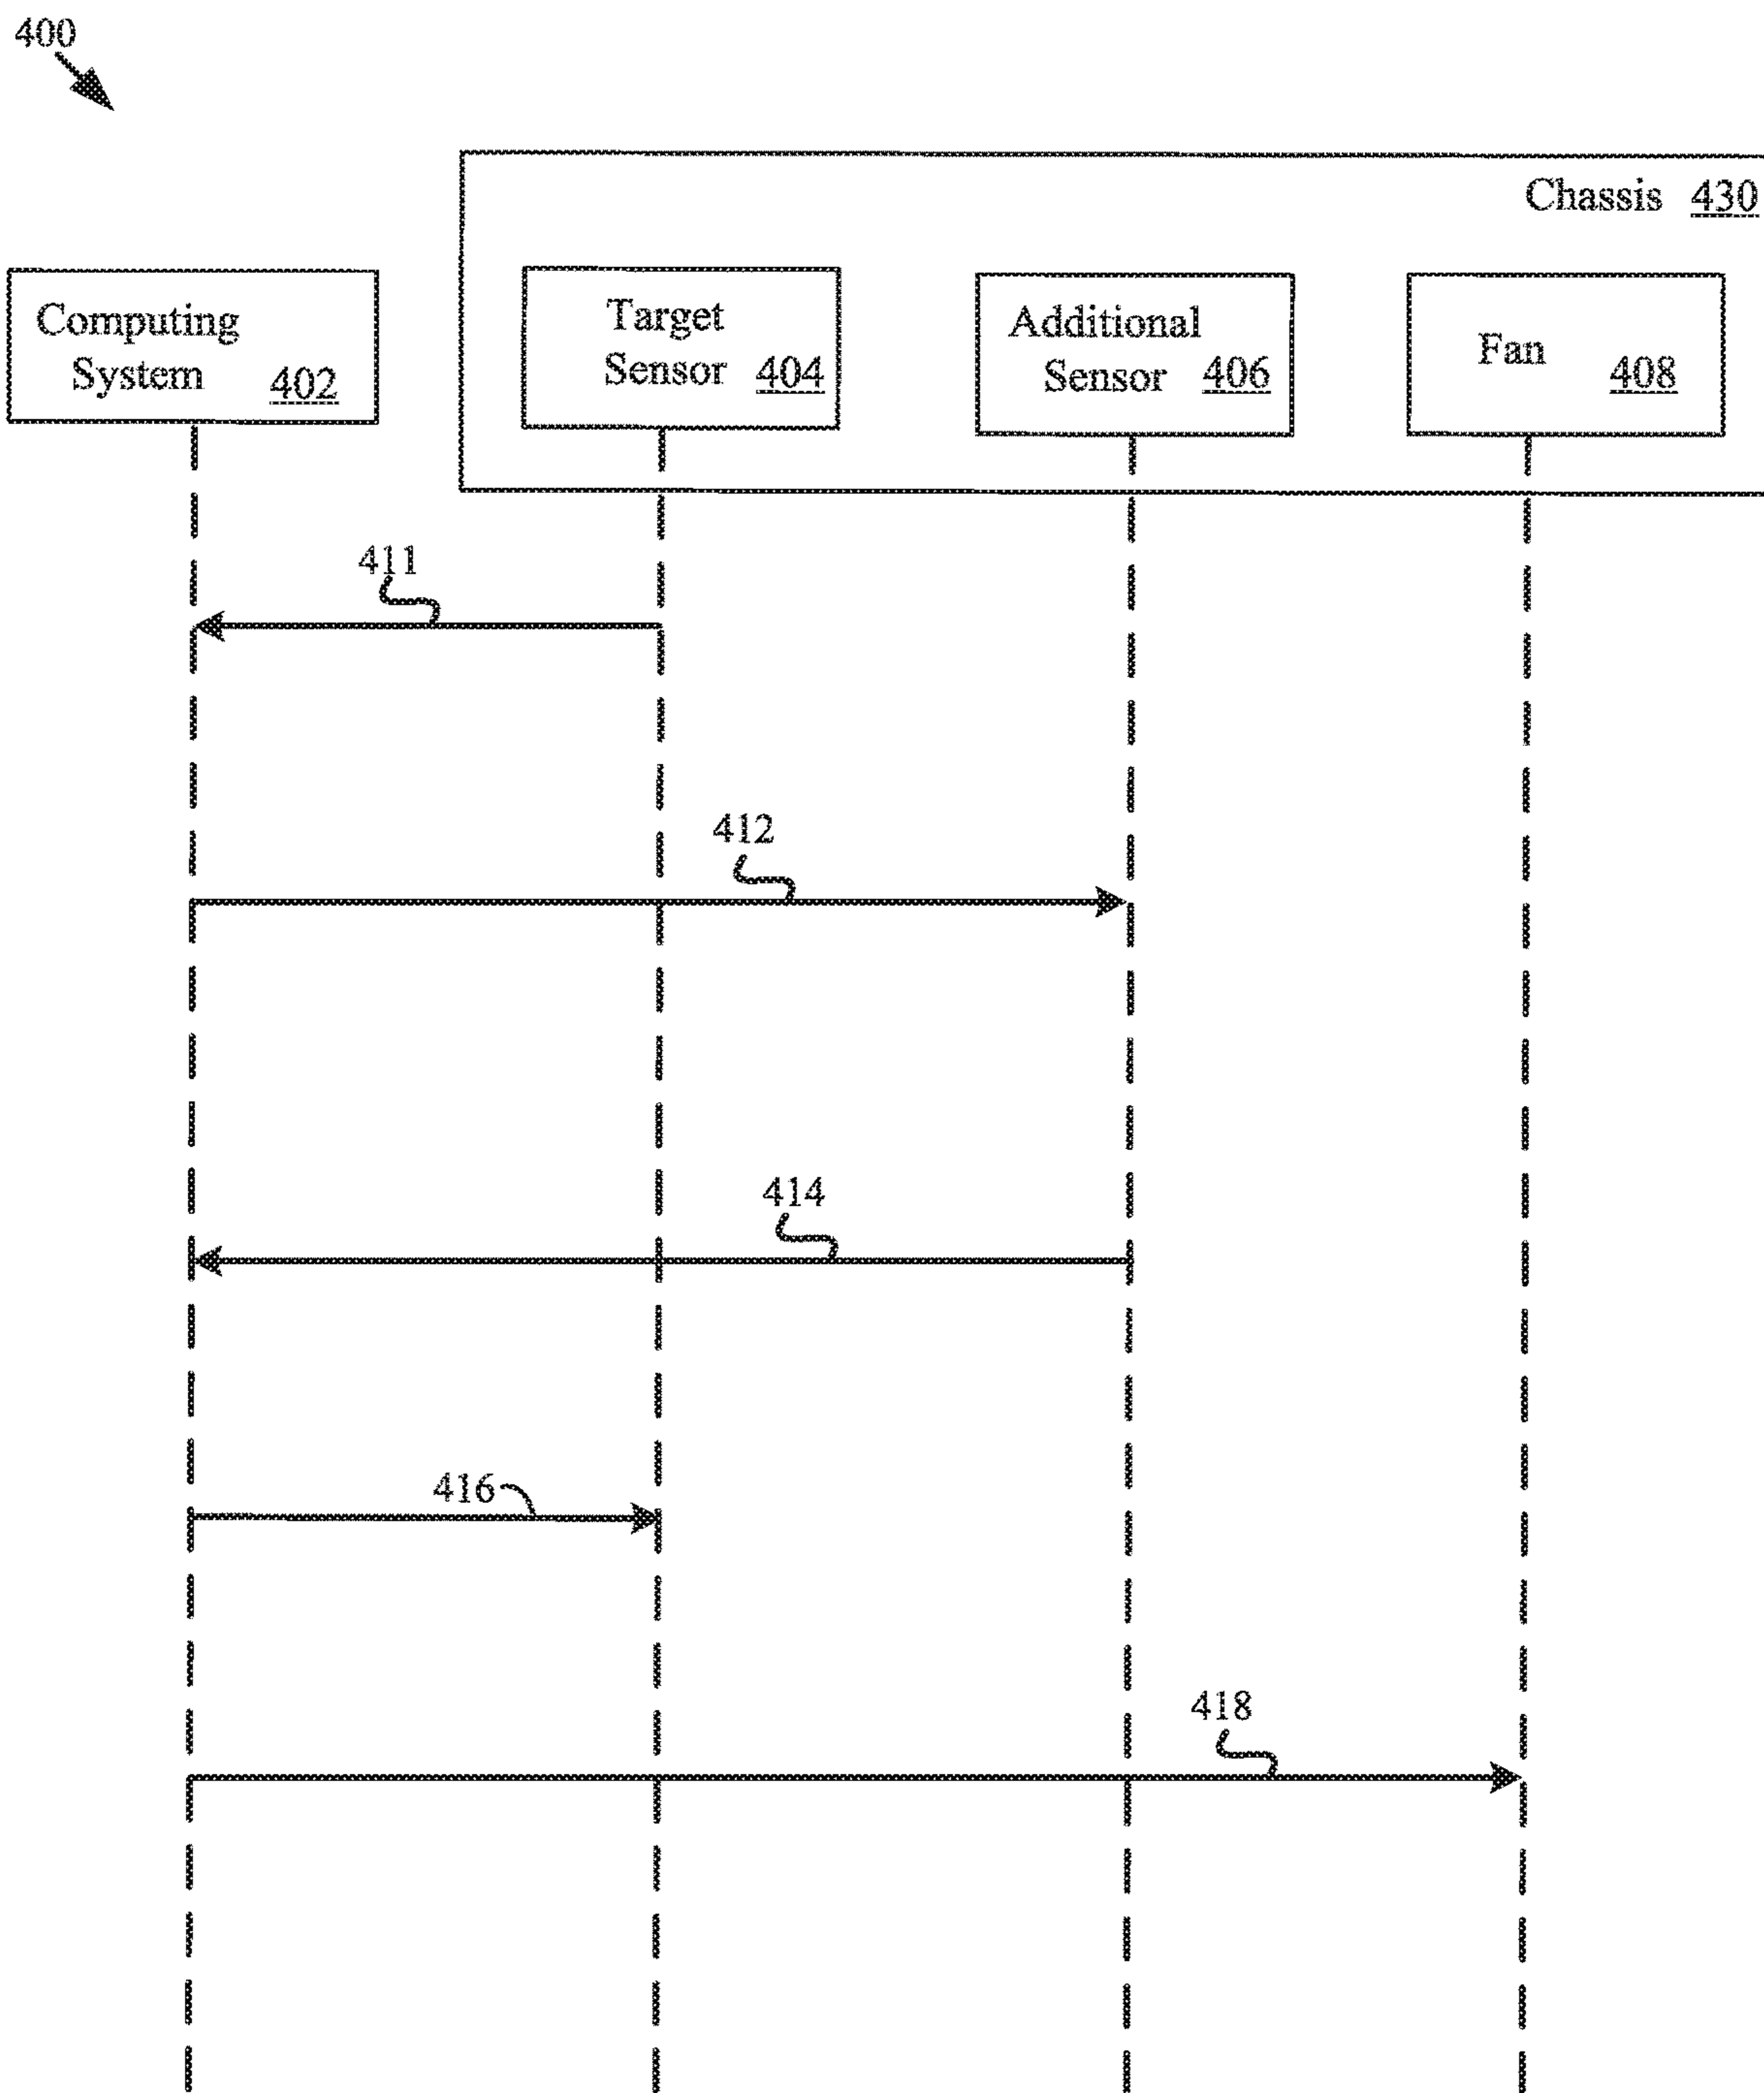 400
Chassis 430
Computing
System 402
Target
Sensor 404
Additional
Sensor 406
Fan 408
411
412
414
416
418